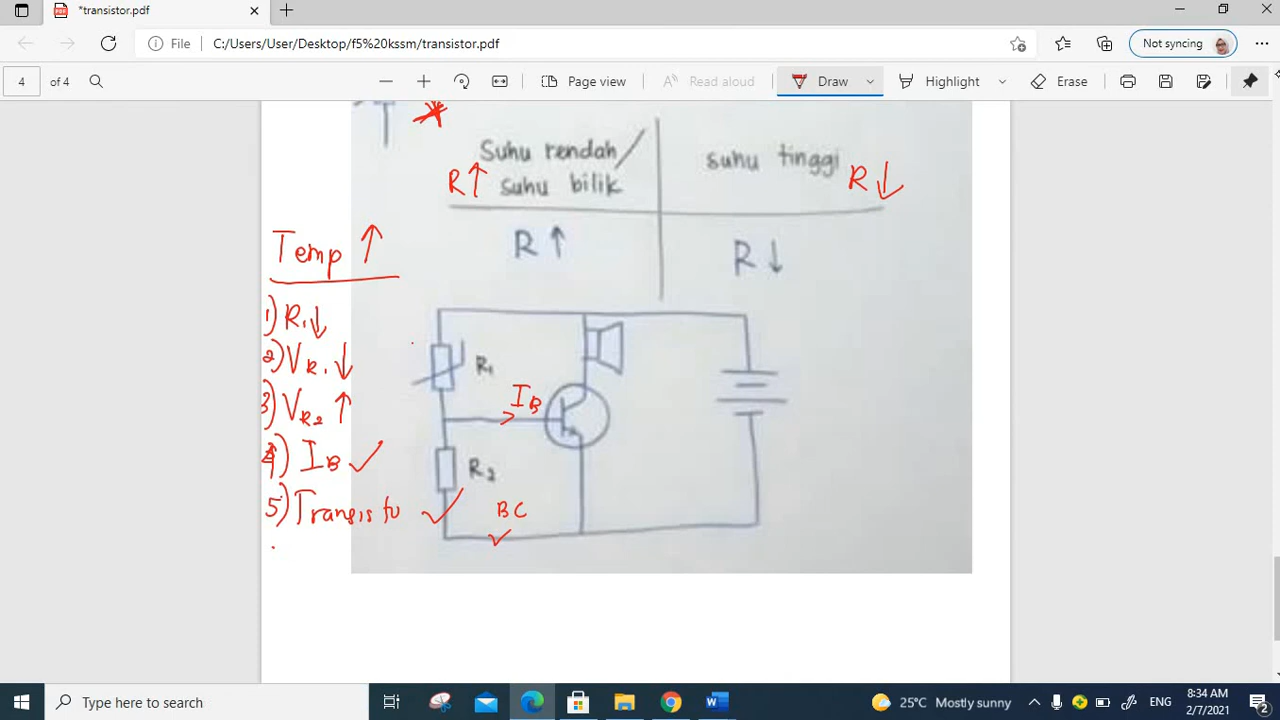 *transistor.pdf
File
C:/Users/User/Desktop/f5%20kssm/transistor.pdf
Not syncing
4
of 4
Page view
Read aloud
Draw
Highlight
Erase
Suhu rendah/
suhu bilik
R↑
suhu tinggi
R↓
R↑
R↓
Temp ↑
1) R₁↓
2) VR₁ ↓
3) VR2 ↑
4) IB ✓
5) Transisto ✓
R₁
IB
R2
BC
✓
Type here to search
25°C Mostly sunny
ENG
8:34 AM
2/7/2021
2